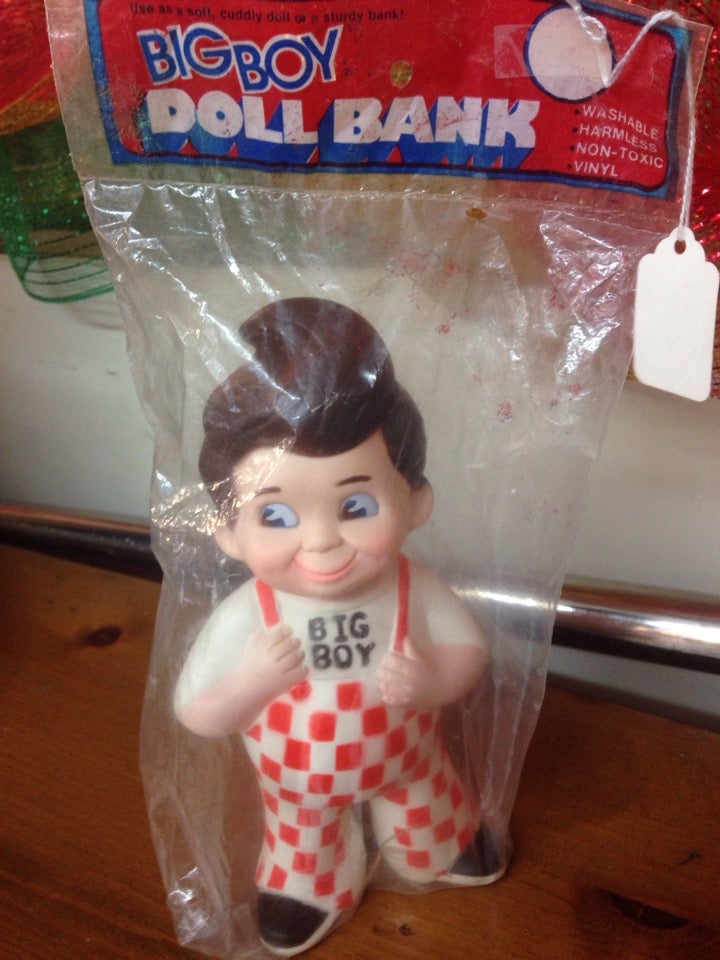 Use as a soft, cuddly doll or a sturdy bank!
BIG BOY
DOLL BANK
•WASHABLE
•HARMLESS
•NON-TOXIC
•VINYL
BIG
BOY